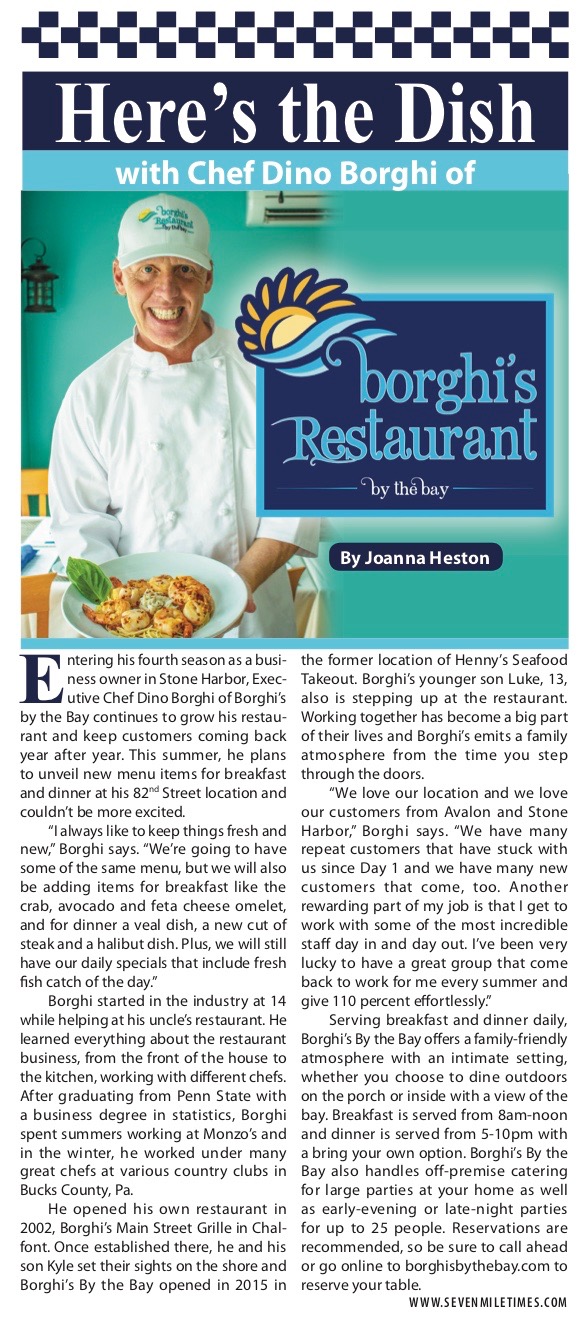 Here's the Dish
with Chef Dino Borghi of
borghi's
Restaurant
by the bay
borghi's
Restaurant
by the bay
By Joanna Heston
Entering his fourth season as a busi-
ness owner in Stone Harbor, Exec-
utive Chef Dino Borghi of Borghi's
by the Bay continues to grow his restau-
rant and keep customers coming back
year after year. This summer, he plans
to unveil new menu items for breakfast
and dinner at his 82nd Street location and
couldn't be more excited.
“I always like to keep things fresh and
new,” Borghi says. “We're going to have
some of the same menu, but we will also
be adding items for breakfast like the
crab, avocado and feta cheese omelet,
and for dinner a veal dish, a new cut of
steak and a halibut dish. Plus, we will still
have our daily specials that include fresh
fish catch of the day.”
Borghi started in the industry at 14
while helping at his uncle's restaurant. He
learned everything about the restaurant
business, from the front of the house to
the kitchen, working with different chefs.
After graduating from Penn State with
a business degree in statistics, Borghi
spent summers working at Monzo's and
in the winter, he worked under many
great chefs at various country clubs in
Bucks County, Pa.
He opened his own restaurant in
2002, Borghi's Main Street Grille in Chal-
font. Once established there, he and his
son Kyle set their sights on the shore and
Borghi's By the Bay opened in 2015 in
the former location of Henny's Seafood
Takeout. Borghi's younger son Luke, 13,
also is stepping up at the restaurant.
Working together has become a big part
of their lives and Borghi's emits a family
atmosphere from the time you step
through the doors.
“We love our location and we love
our customers from Avalon and Stone
Harbor,” Borghi says. “We have many
repeat customers that have stuck with
us since Day 1 and we have many new
customers that come, too. Another
rewarding part of my job is that I get to
work with some of the most incredible
staff day in and day out. I've been very
lucky to have a great group that come
back to work for me every summer and
give 110 percent effortlessly.”
Serving breakfast and dinner daily,
Borghi's By the Bay offers a family-friendly
atmosphere with an intimate setting,
whether you choose to dine outdoors
on the porch or inside with a view of the
bay. Breakfast is served from 8am-noon
and dinner is served from 5-10pm with
a bring your own option. Borghi's By the
Bay also handles off-premise catering
for large parties at your home as well
as early-evening or late-night parties
for up to 25 people. Reservations are
recommended, so be sure to call ahead
or go online to borghisbythebay.com to
reserve your table.
WWW.SEVENMILETIMES.COM